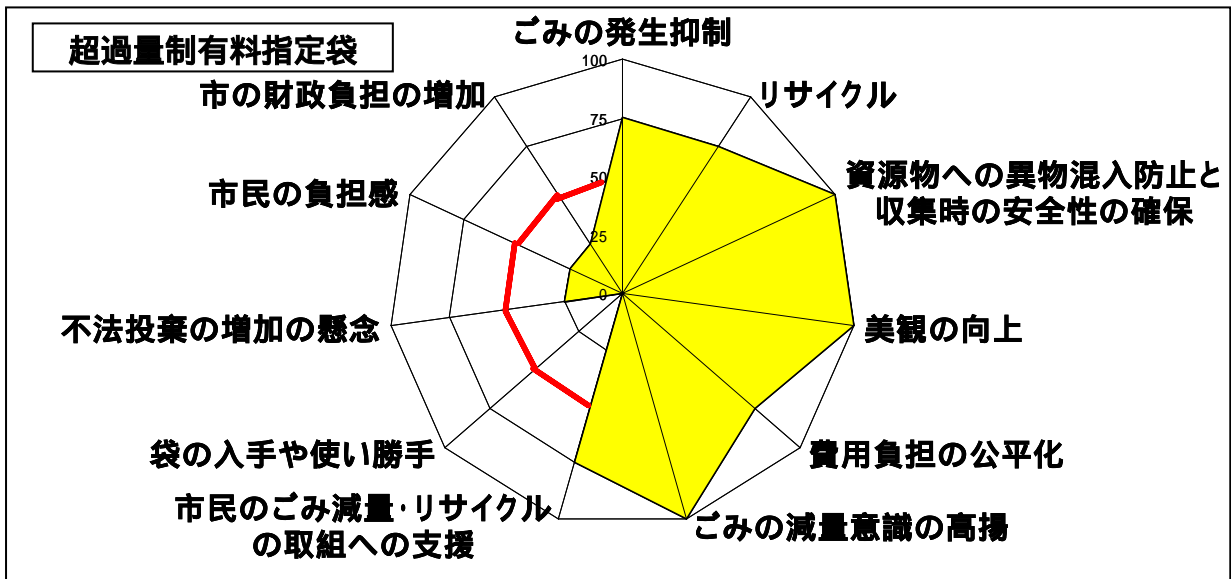 超過量制有料指定袋
ごみの発生抑制
リサイクル
資源物への異物混入防止と
収集時の安全性の確保
美観の向上
費用負担の公平化
ごみの減量意識の高揚
市民のごみ減量・リサイクル
の取組への支援
袋の入手や使い勝手
不法投棄の増加の懸念
市民の負担感
市の財政負担の増加
100
75
50
25
0